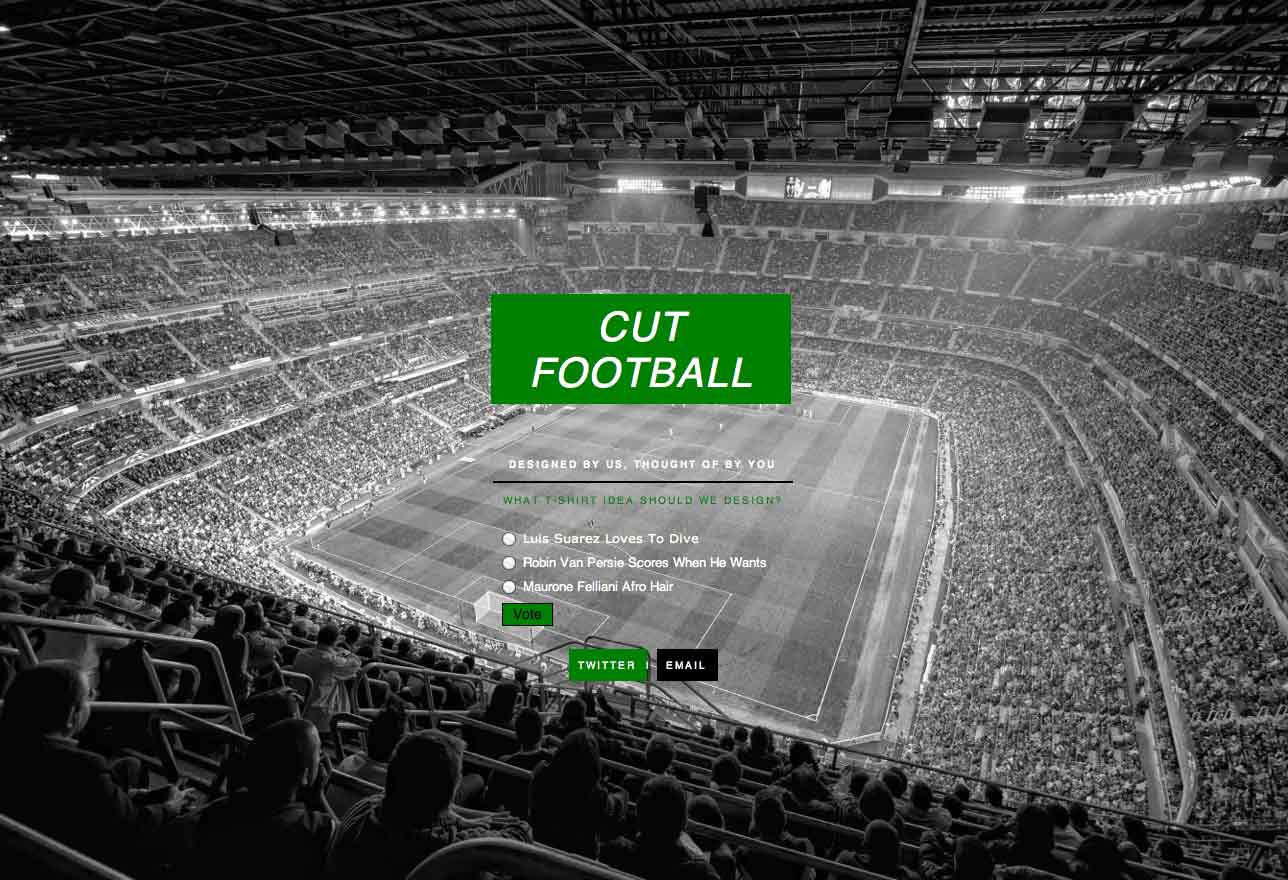 CUT
FOOTBALL
DESIGNED BY US, THOUGHT OF BY YOU
WHAT T-SHIRT IDEA SHOULD WE DESIGN?
Luis Suarez Loves To Dive
Robin Van Persie Scores When He Wants
Maurone Felliani Afro Hair
Vote
TWITTER | EMAIL